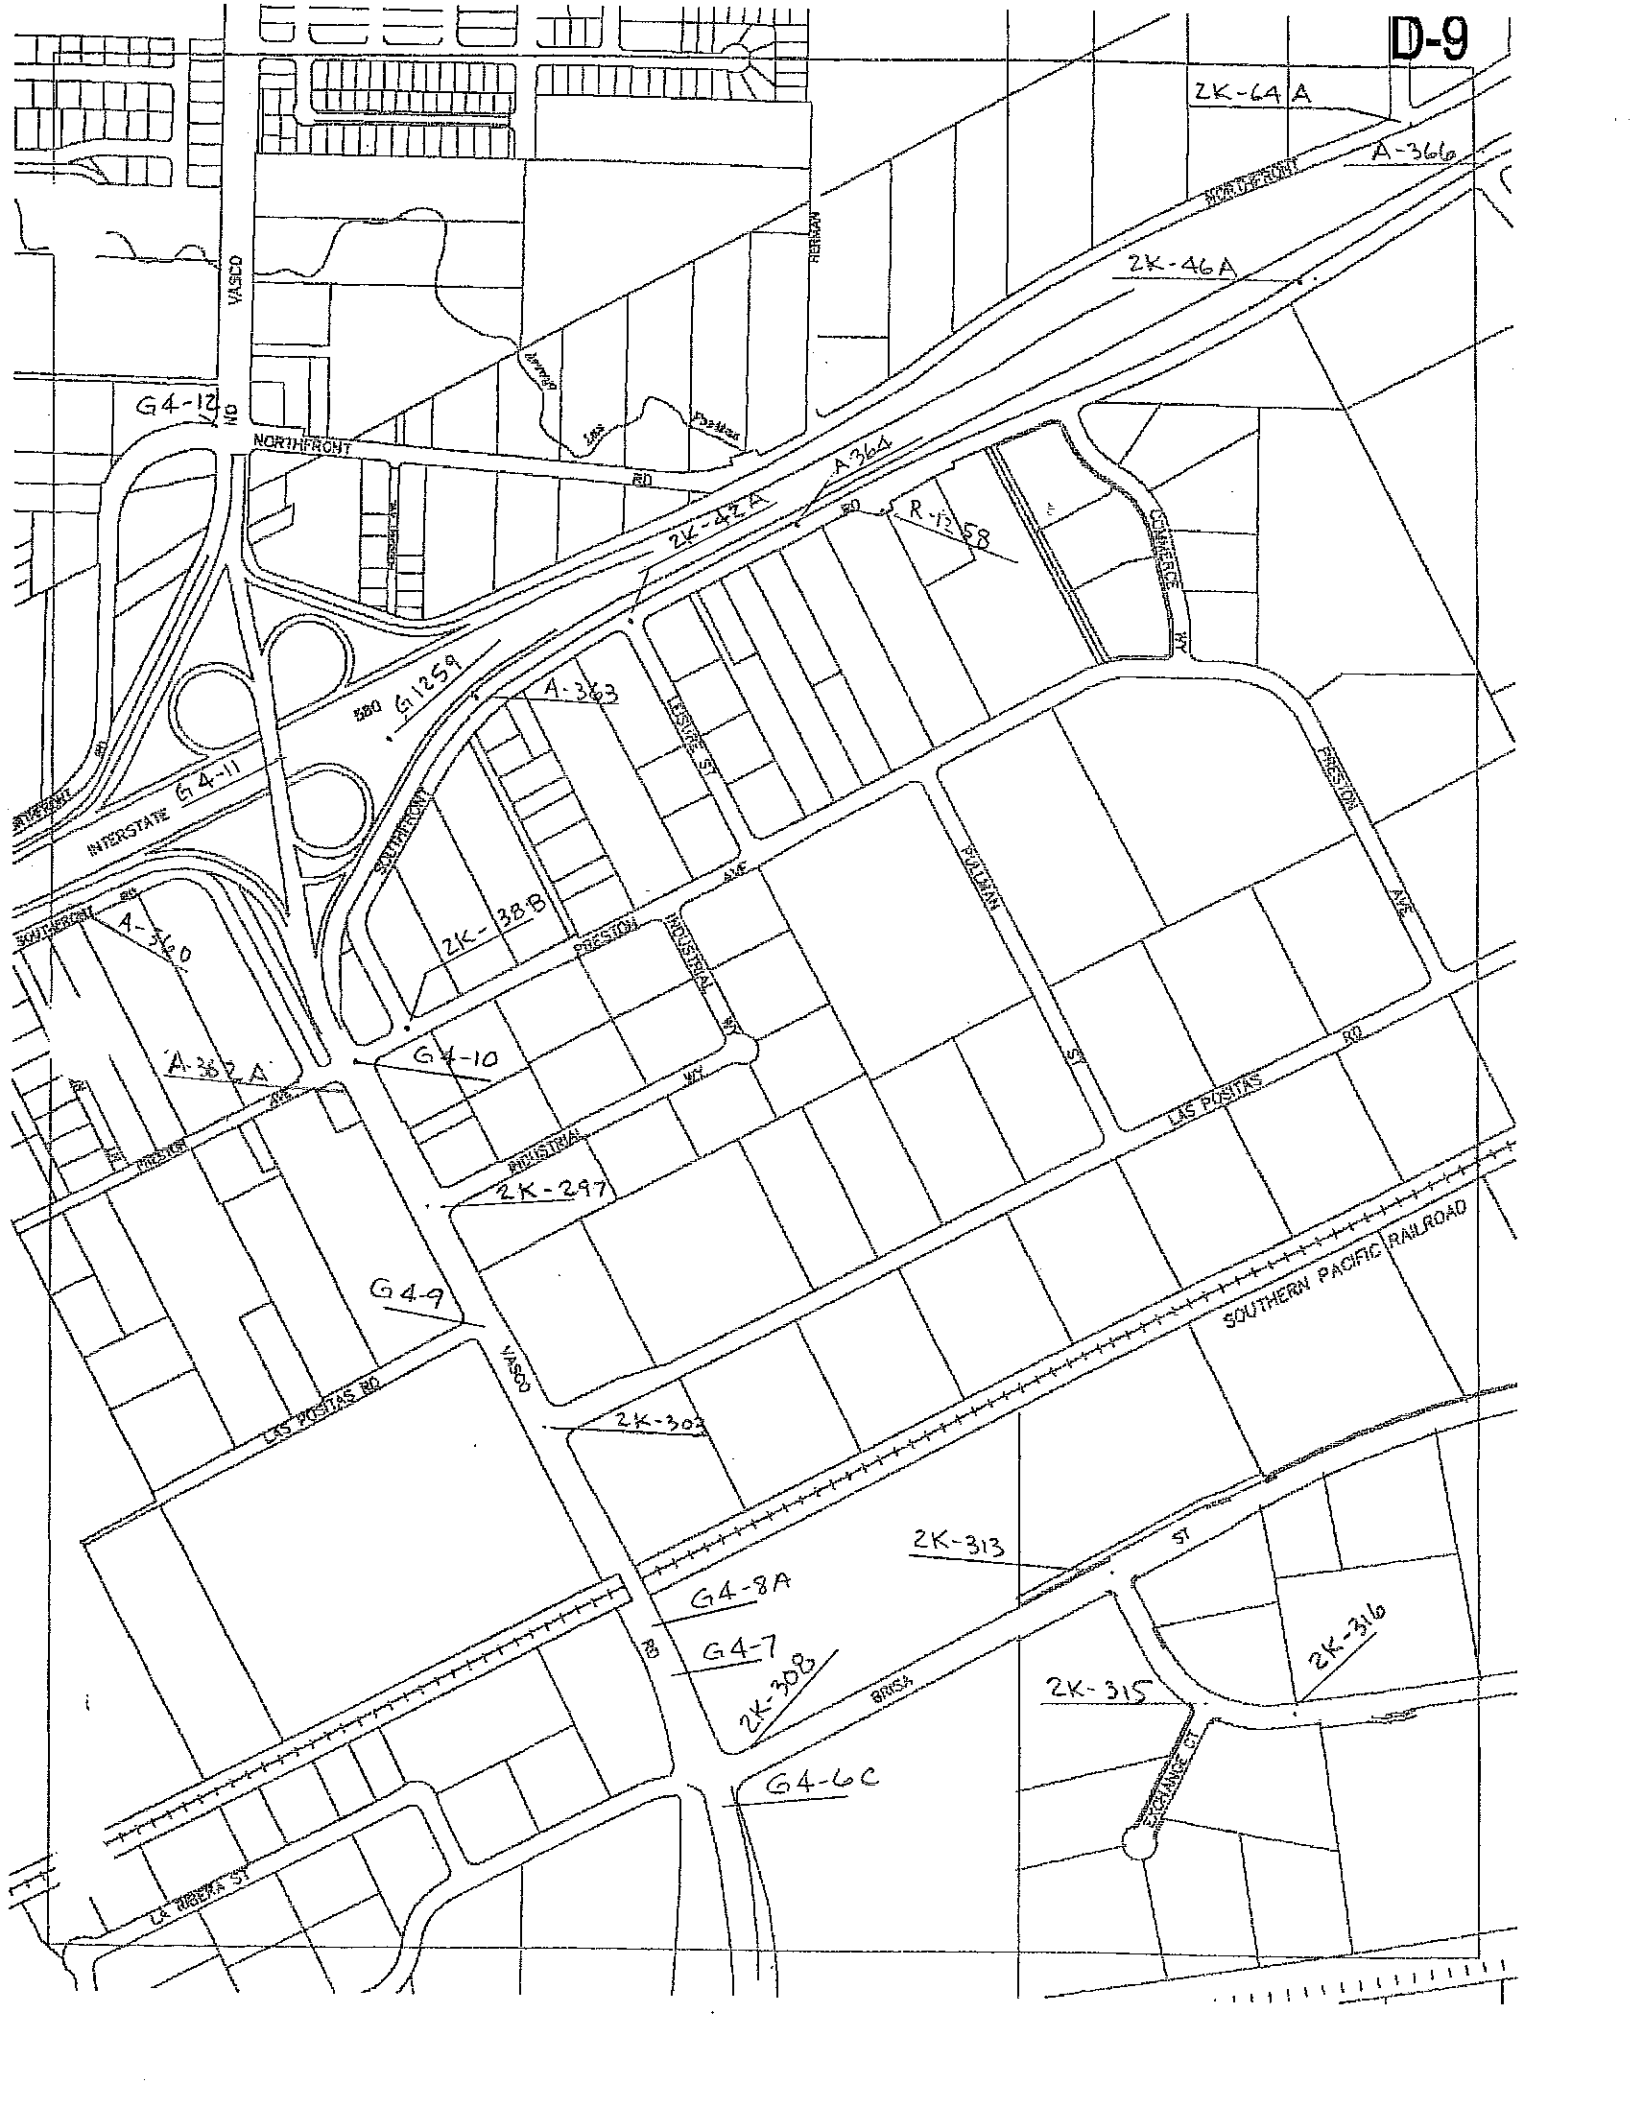 D-9
2K-64A
A-366
NORTHFRONT
HERMAN
VASCO
2K-46A
G4-12
NORTHFRONT
RD
A 364
2K-42A
RD
COMMERCE
WY
580
G1259
A-363
LEISURE ST
G4-11
INTERSTATE
RD
SOUTHFRONT
PRESTON
AVE
PULLMAN
ST
SOUTHFRONT
RD
A-360
2K-38B
AVE
PRESTON
INDUSTRIAL
WY
A-362A
G4-10
AVE
PRESTON
WY
INDUSTRIAL
2K-297
LAS POSITAS
RD
G4-9
VASCO
LAS POSITAS RD
SOUTHERN PACIFIC RAILROAD
2K-303
2K-313
ST
G4-8A
G4-7
RD
2K-308
BRISA
2K-316
2K-315
EXCHANGE CT
G4-6C
LA RIBERA ST